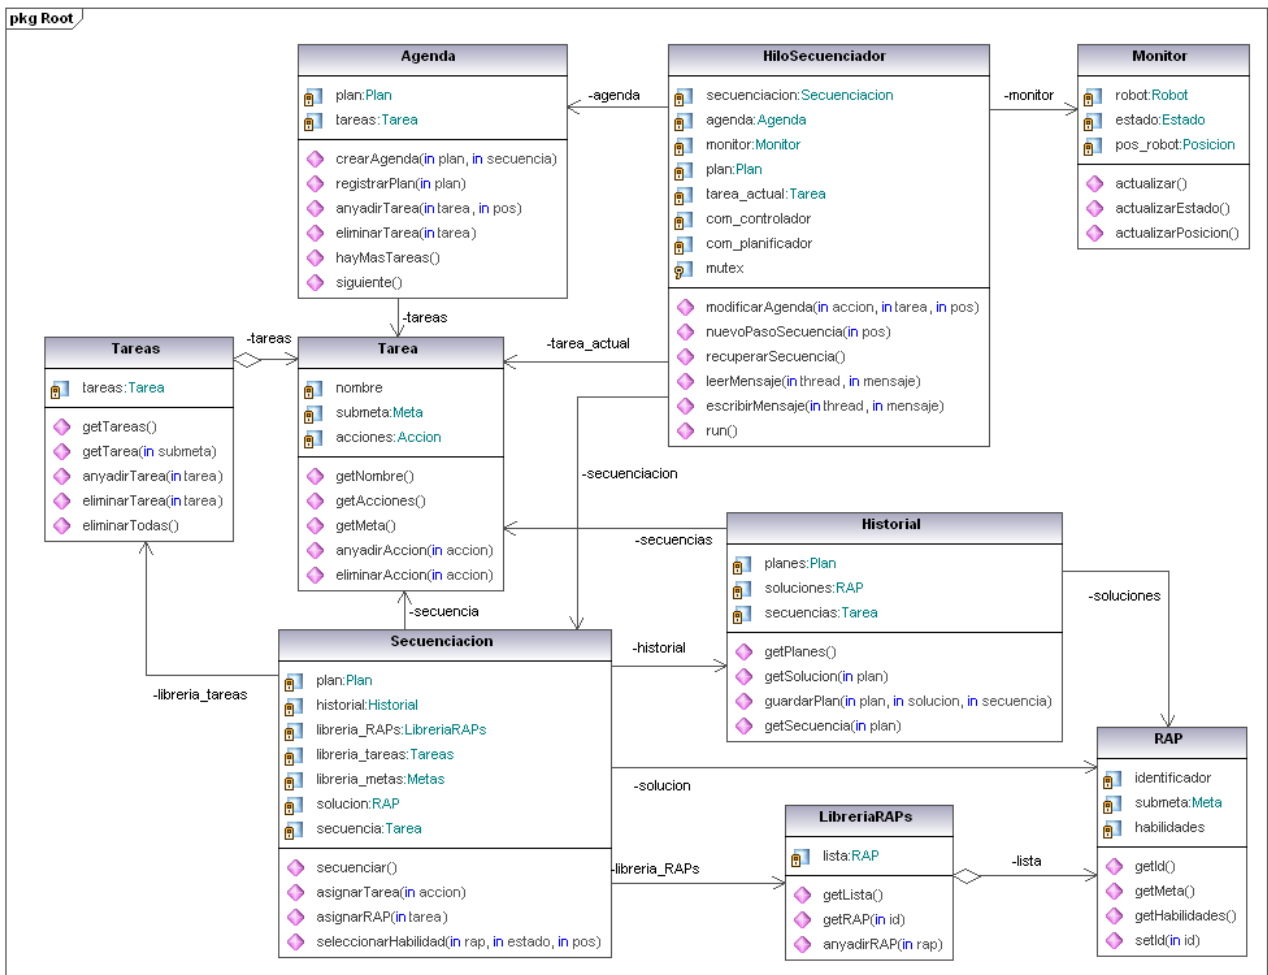 pkg Root
Agenda
plan:Plan
tareas:Tarea
crearAgenda(in plan, in secuencia)
registrarPlan(in plan)
anyadirTarea(in tarea, in pos)
eliminarTarea(in tarea)
hayMasTareas()
siguiente()
-agenda
HiloSecuenciador
secuenciacion:Secuenciacion
agenda:Agenda
monitor:Monitor
plan:Plan
tarea_actual:Tarea
com_controlador
com_planificador
mutex
modificarAgenda(in accion, in tarea, in pos)
nuevoPasoSecuencia(in pos)
recuperarSecuencia()
leerMensaje(in thread, in mensaje)
escribirMensaje(in thread, in mensaje)
run()
-monitor
Monitor
robot:Robot
estado:Estado
pos_robot:Posicion
actualizar()
actualizarEstado()
actualizarPosicion()
-tareas
Tareas
tareas:Tarea
getTareas()
getTarea(in submeta)
anyadirTarea(in tarea)
eliminarTarea(in tarea)
eliminarTodas()
-tareas
Tarea
nombre
submeta:Meta
acciones:Accion
getNombre()
getAcciones()
getMeta()
anyadirAccion(in accion)
eliminarAccion(in accion)
-tarea_actual
-secuenciacion
-secuencias
Historial
planes:Plan
soluciones:RAP
secuencias:Tarea
getPlanes()
getSolucion(in plan)
guardarPlan(in plan, in solucion, in secuencia)
getSecuencia(in plan)
-soluciones
-secuencia
-libreria_tareas
Secuenciacion
plan:Plan
historial:Historial
libreria_RAPs:LibreriaRAPs
libreria_tareas:Tareas
libreria_metas:Metas
solucion:RAP
secuencia:Tarea
secuenciar()
asignarTarea(in accion)
asignarRAP(in tarea)
seleccionarHabilidad(in rap, in estado, in pos)
-historial
-solucion
-libreria_RAPs
LibreriaRAPs
lista:RAP
getLista()
getRAP(in id)
anyadirRAP(in rap)
-lista
RAP
identificador
submeta:Meta
habilidades
getId()
getMeta()
getHabilidades()
setId(in id)